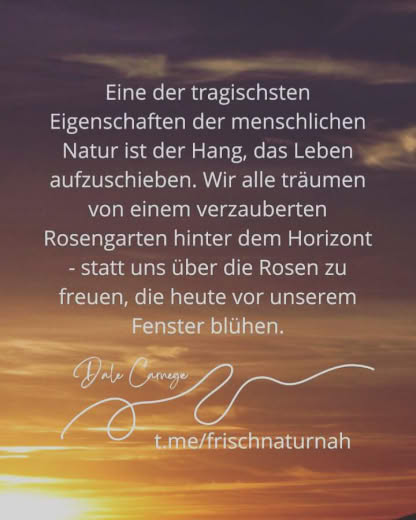 Eine der tragischsten
Eigenschaften der menschlichen
Natur ist der Hang, das Leben
aufzuschieben. Wir alle träumen
von einem verzauberten
Rosengarten hinter dem Horizont
- statt uns über die Rosen zu
freuen, die heute vor unserem
Fenster blühen.
Dale Carnegie
t.me/frischnaturnah